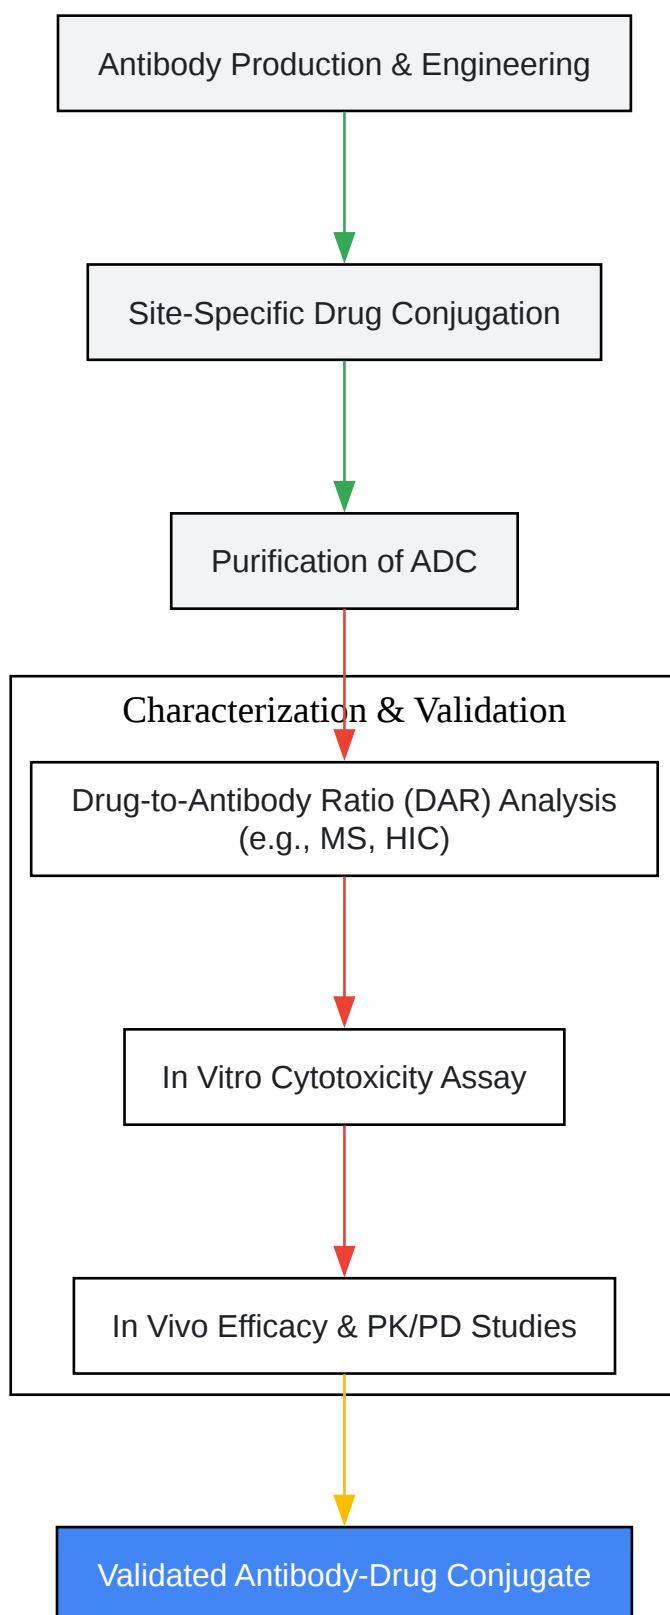 Antibody Production & Engineering
Site-Specific Drug Conjugation
Purification of ADC
Characterization & Validation
Drug-to-Antibody Ratio (DAR) Analysis
(e.g., MS, HIC)
In Vitro Cytotoxicity Assay
In Vivo Efficacy & PK/PD Studies
Validated Antibody-Drug Conjugate